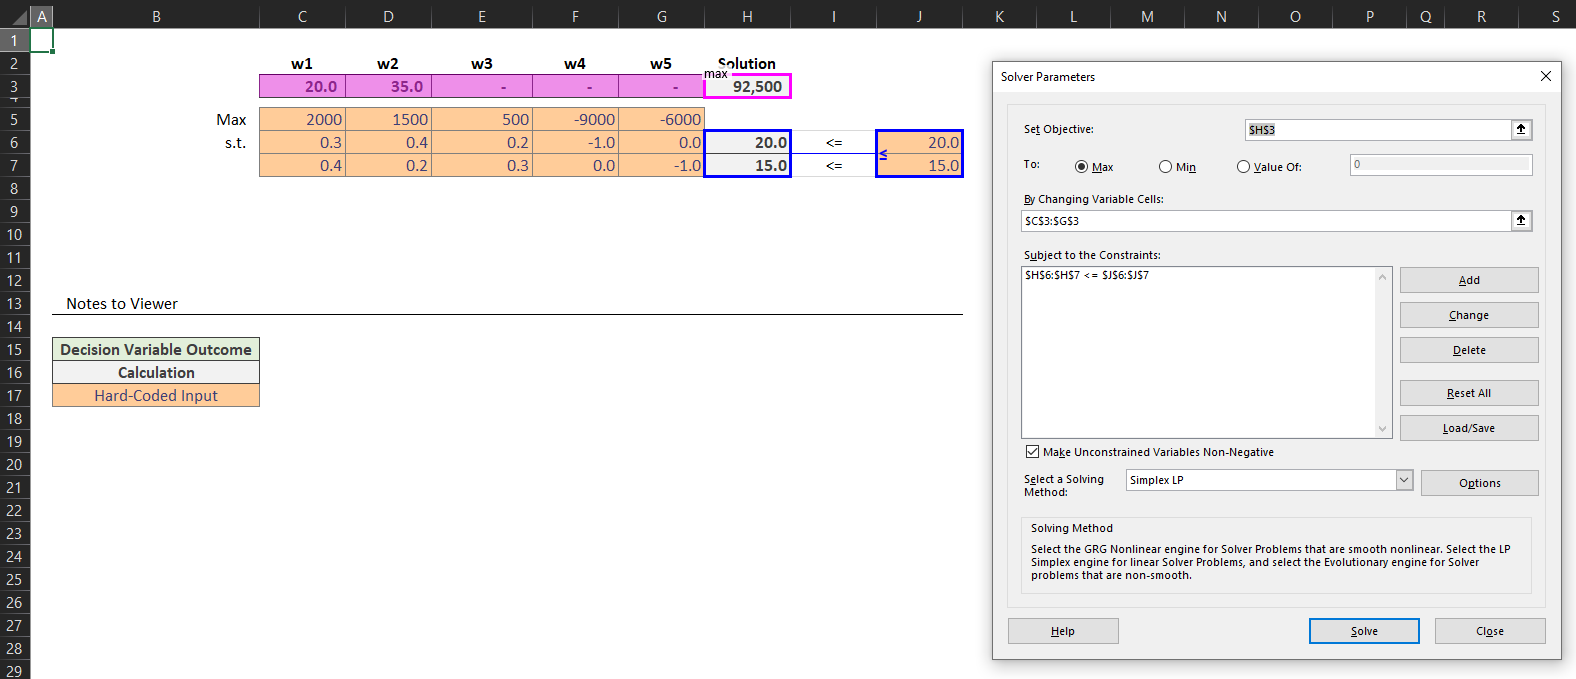 A B C D E F G H I J K L M N O P Q R S
1
2 w1 w2 w3 w4 w5 Solution
max
3 20.0 35.0 - - - 92,500
4
5 Max 2000 1500 500 -9000 -6000
6 s.t. 0.3 0.4 0.2 -1.0 0.0 20.0 <= 20.0
≤
7 0.4 0.2 0.3 0.0 -1.0 15.0 <= 15.0
8
9
10
11
12
13 Notes to Viewer
14
15 Decision Variable Outcome
16 Calculation
17 Hard-Coded Input
18
19
20
21
22
23
24
25
26
27
28
29
Solver Parameters
Set Objective: $H$3
To: Max Min Value Of: 0
By Changing Variable Cells:
$C$3:$G$3
Subject to the Constraints:
$H$6:$H$7 <= $J$6:$J$7
Add
Change
Delete
Reset All
Load/Save
Make Unconstrained Variables Non-Negative
Select a Solving
Method:
Simplex LP
Options
Solving Method
Select the GRG Nonlinear engine for Solver Problems that are smooth nonlinear. Select the LP
Simplex engine for linear Solver Problems, and select the Evolutionary engine for Solver
problems that are non-smooth.
Help Solve Close